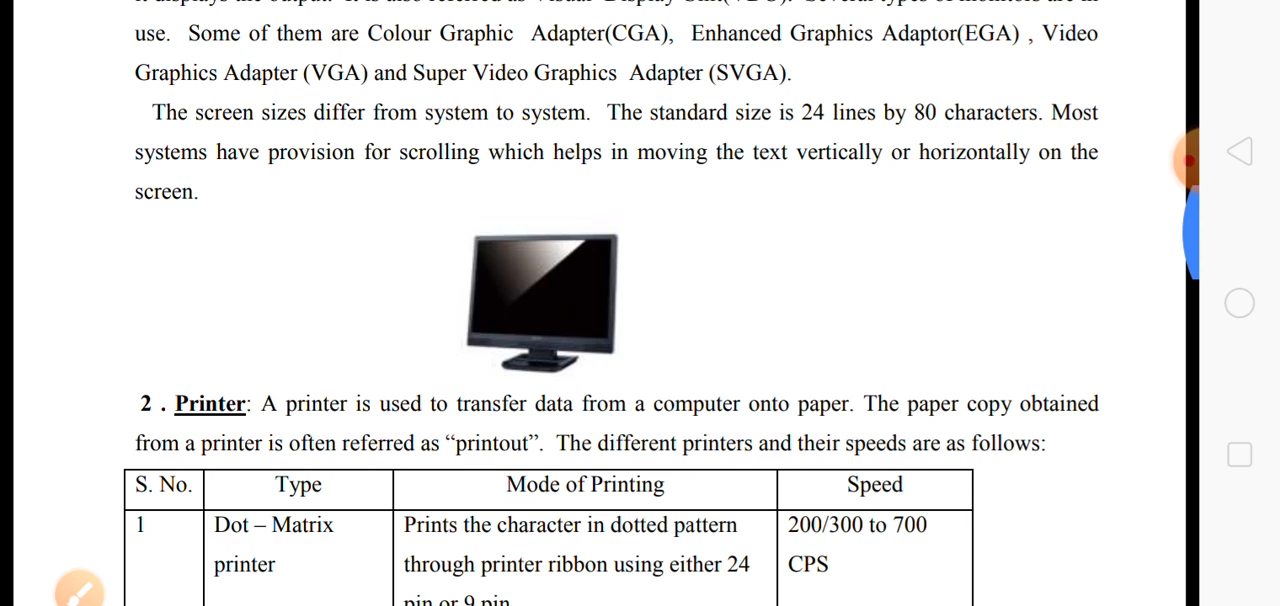 use. Some of them are Colour Graphic Adapter(CGA), Enhanced Graphics Adaptor(EGA) , Video
Graphics Adapter (VGA) and Super Video Graphics Adapter (SVGA).
The screen sizes differ from system to system. The standard size is 24 lines by 80 characters. Most
systems have provision for scrolling which helps in moving the text vertically or horizontally on the
screen.
2 . Printer: A printer is used to transfer data from a computer onto paper. The paper copy obtained
from a printer is often referred as “printout”. The different printers and their speeds are as follows:
S. No. Type Mode of Printing Speed
1 Dot – Matrix Prints the character in dotted pattern 200/300 to 700
printer through printer ribbon using either 24 CPS
pin or 9 pin